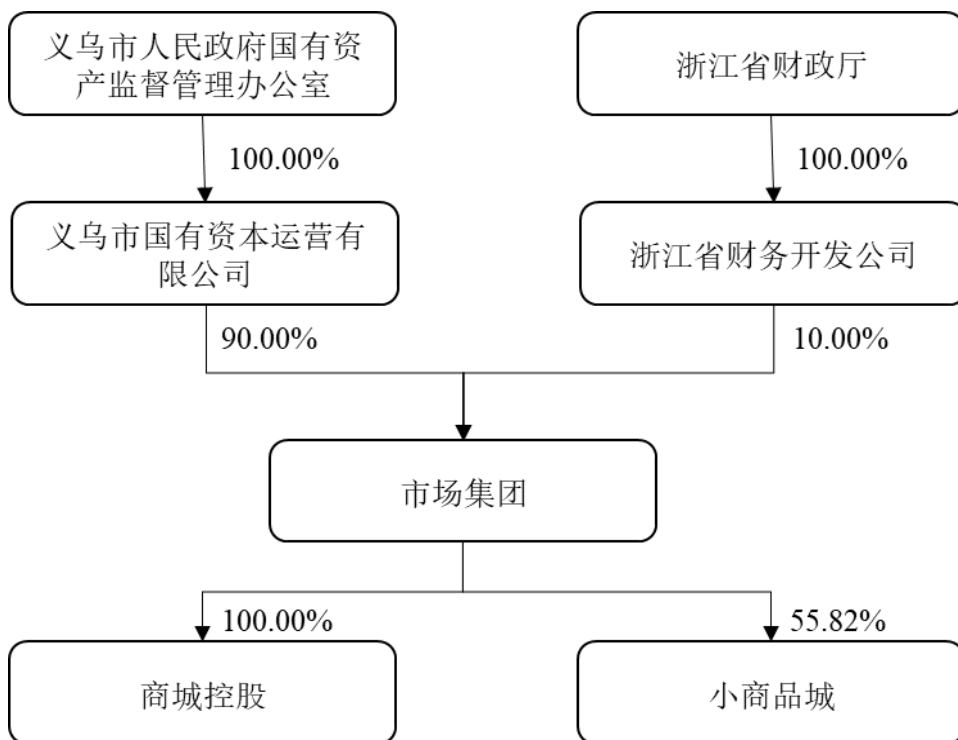 义乌市人民政府国有资
产监督管理办公室
浙江省财政厅
100.00%
100.00%
义乌市国有资本运营有
限公司
浙江省财务开发公司
90.00%
10.00%
市场集团
100.00%
55.82%
商城控股
小商品城